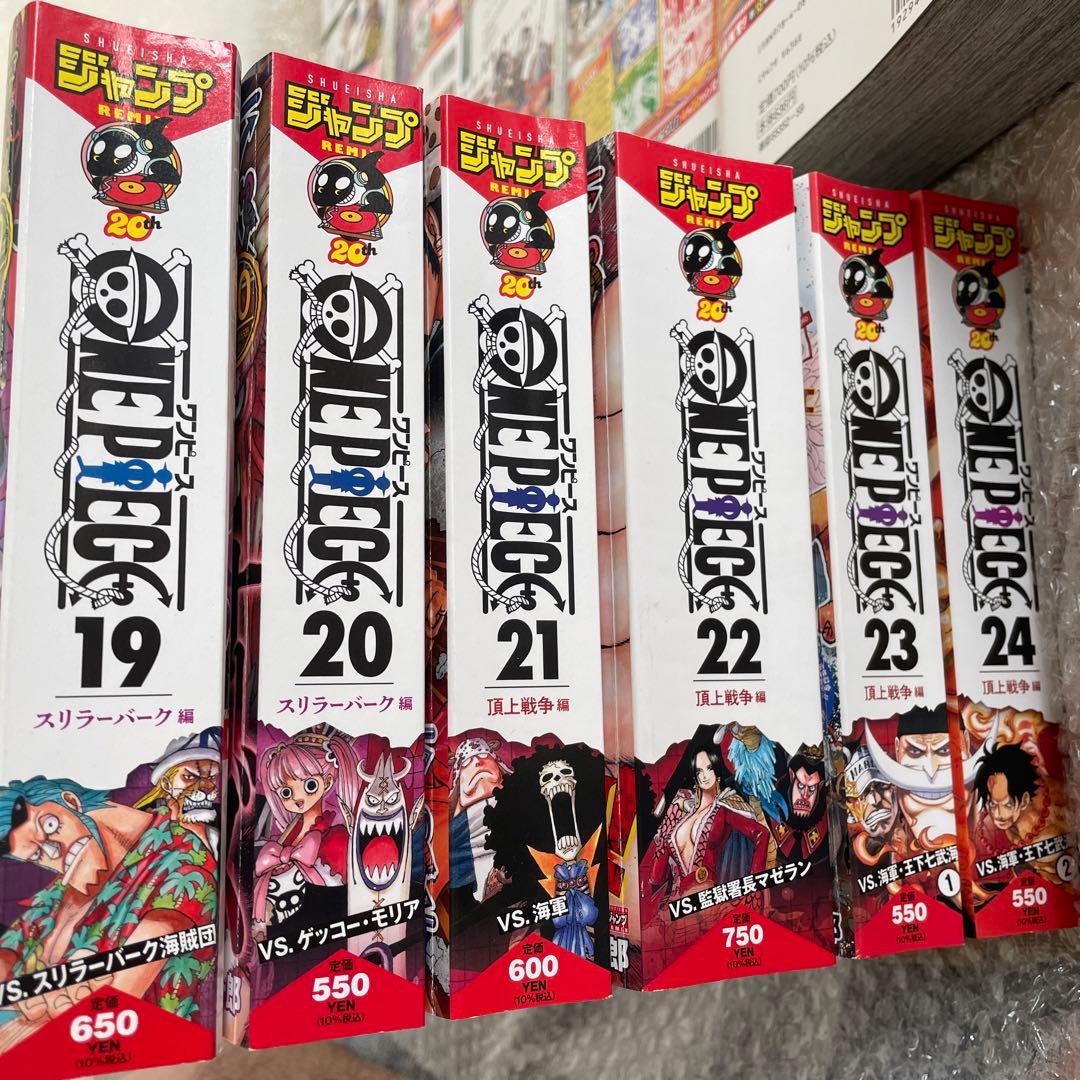 SHUEISHA
ジャンプ
REMIX
20th
ONE PIECE
ワンピース
19
スリラーバーク編
VS. スリラーバーク海賊団
定価
650
YEN
(10%税込)
SHUEISHA
ジャンプ
REMIX
20th
ONE PIECE
ワンピース
20
スリラーバーク編
VS. ゲッコー・モリア
定価
550
YEN
(10%税込)
SHUEISHA
ジャンプ
REMIX
20th
ONE PIECE
ワンピース
21
頂上戦争編
VS. 海軍
定価
600
YEN
(10%税込)
SHUEISHA
ジャンプ
REMIX
20th
ONE PIECE
ワンピース
22
頂上戦争編
VS. 監獄署長マゼラン
定価
750
YEN
(10%税込)
SHUEISHA
ジャンプ
REMIX
20th
ONE PIECE
ワンピース
23
頂上戦争編
VS. 海軍・王下七武海
1
定価
550
YEN
(10%税込)
SHUEISHA
ジャンプ
REMIX
20th
ONE PIECE
ワンピース
24
頂上戦争編
VS. 海軍・王下七武海
2
定価
550
YEN
(10%税込)